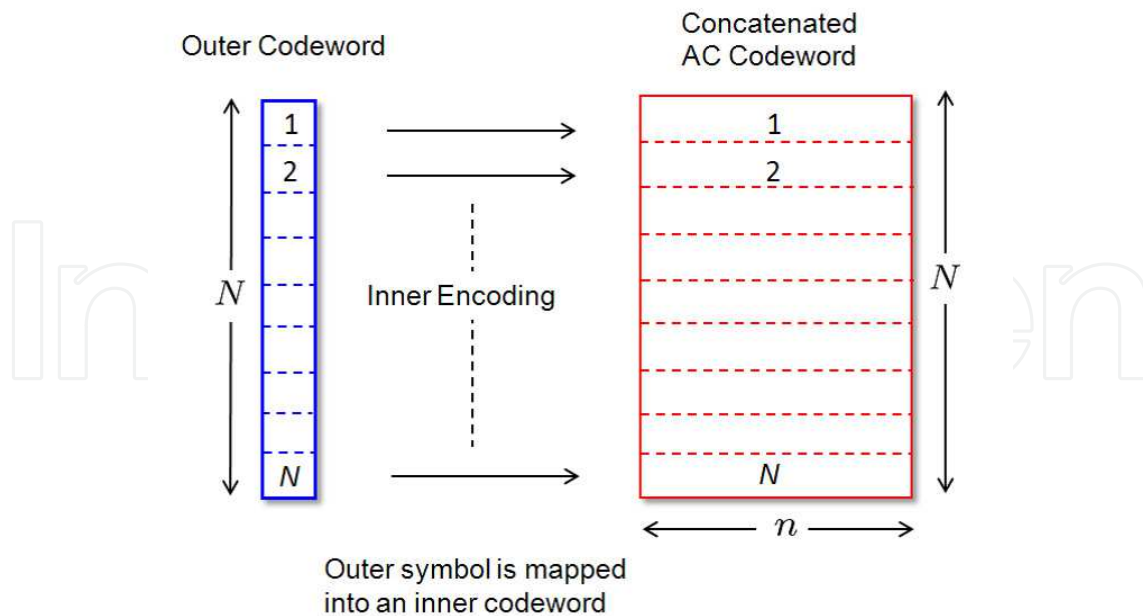 Outer Codeword
Concatenated
AC Codeword
1
1
2
2
N
Inner Encoding
N
N
N
n
Outer symbol is mapped
into an inner codeword